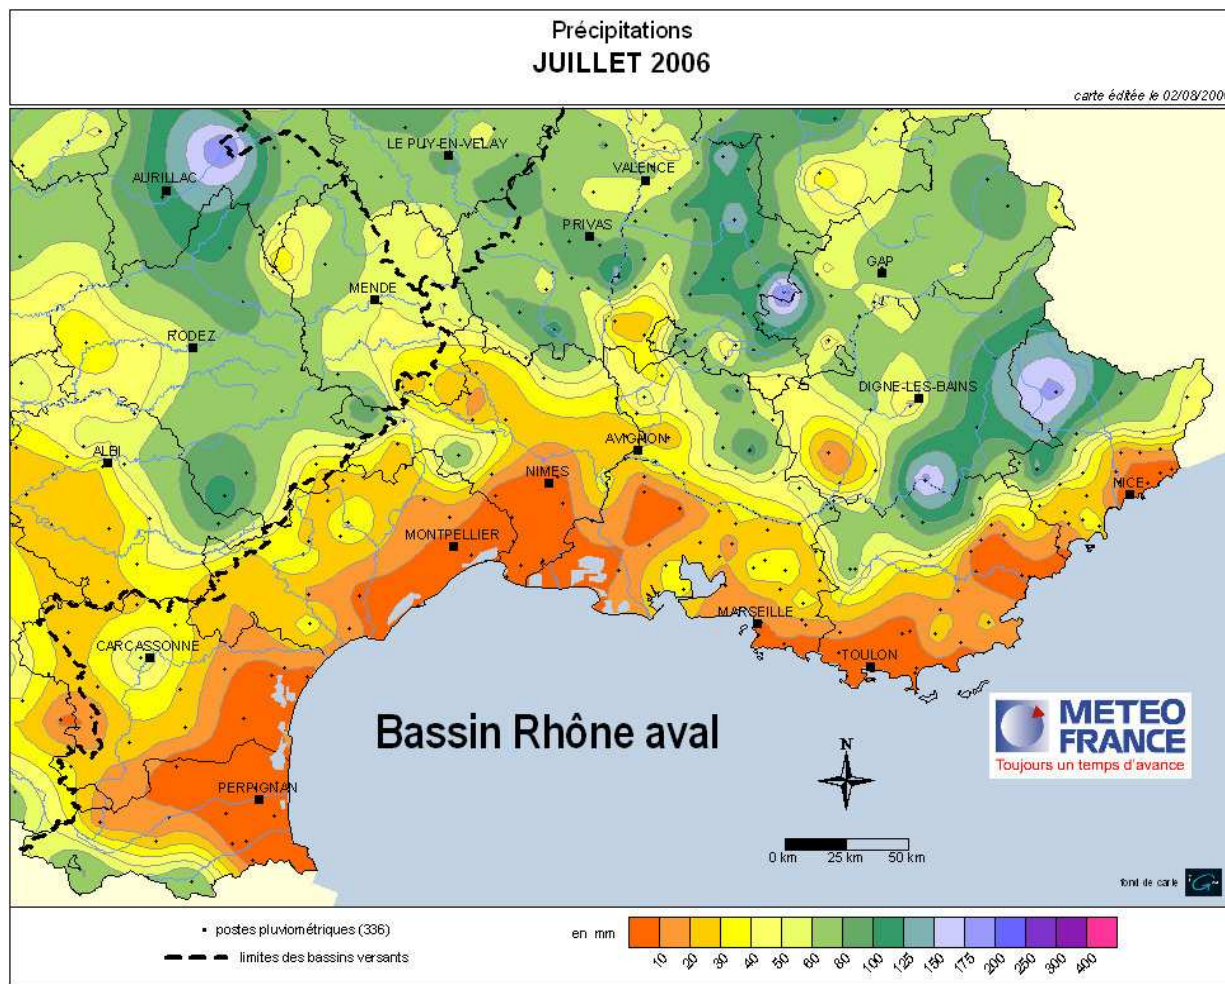 Précipitations
JUILLET 2006
carte éditée le 02/08/200
LE PUY-EN-VELAY
AURILLAC
VALENCE
PRIVAS
GAP
MENDE
RODEZ
DIGNE-LES-BAINS
ALBI
AVIGNON
NIMES
NICE
MONTPELLIER
MARSEILLE
CARCASSONNE
TOULON
Bassin Rhône aval
METEO
FRANCE
Toujours un temps d'avance
N
PERPIGNAN
0 km 25 km 50 km
fond de carte
postes pluviométriques (336)
limites des bassins versants
en mm
10 20 30 40 50 60 80 100 125 150 175 200 250 300 400